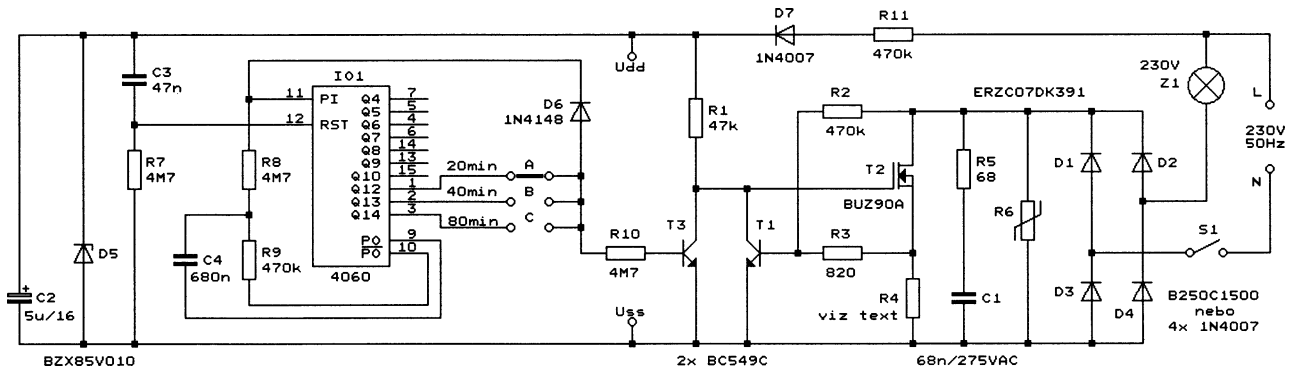 D7
1N4007
R11
470k
C3
47n
Udd
230V
Z1
IO1
11 PI
12 RST
Q4 7
Q5 5
Q6 4
Q7 6
Q8 14
Q9 13
Q10 15
Q12 1
Q13 2
Q14 3
PO 9
PO 10
4060
D6
1N4148
R1
47k
R2
470k
ERZC07DK391
L
230V
50Hz
N
R7
4M7
R8
4M7
20min A
40min B
80min C
T2
BUZ90A
R5
68
D1
D2
R6
S1
D5
C4
680n
R9
470k
R10
4M7
T3
T1
R3
820
C2
+
5u/16
Uss
R4
viz text
C1
D3
D4
B250C1500
nebo
4x 1N4007
BZX85V010
2x BC549C
68n/275VAC